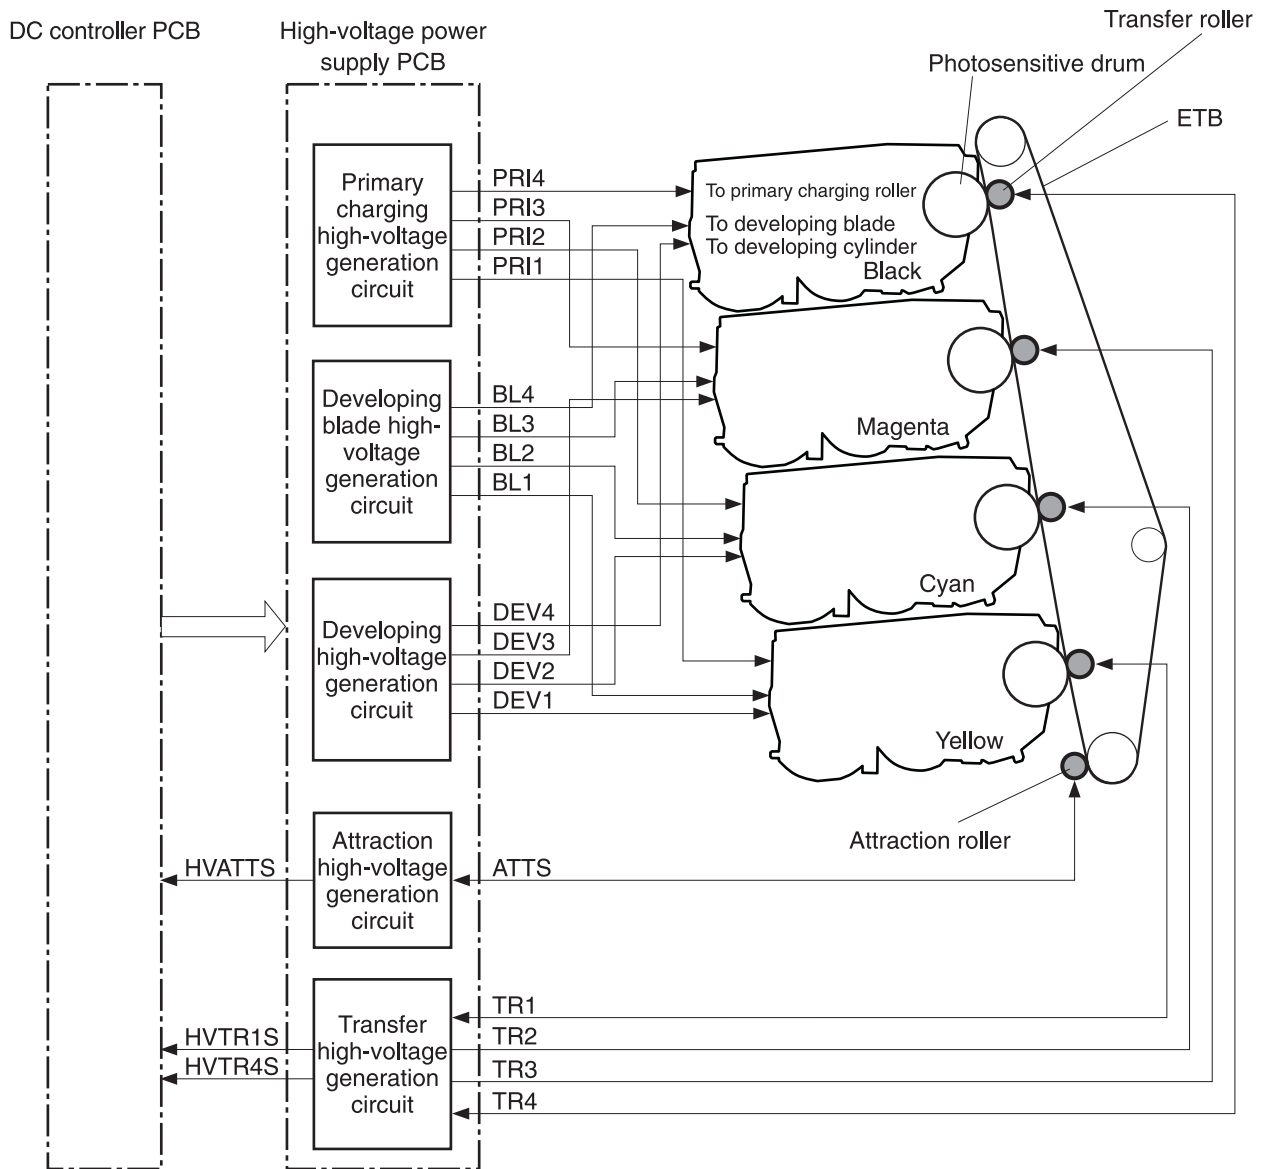 DC controller PCB
High-voltage power
supply PCB
Transfer roller
Photosensitive drum
ETB
Primary
charging
high-voltage
generation
circuit
PRI4
PRI3
PRI2
PRI1
To primary charging roller
To developing blade
To developing cylinder
Black
Developing
blade high-
voltage
generation
circuit
BL4
BL3
BL2
BL1
Magenta
Cyan
Developing
high-voltage
generation
circuit
DEV4
DEV3
DEV2
DEV1
Yellow
Attraction roller
Attraction
high-voltage
generation
circuit
HVATTS
ATTS
Transfer
high-voltage
generation
circuit
HVTR1S
HVTR4S
TR1
TR2
TR3
TR4